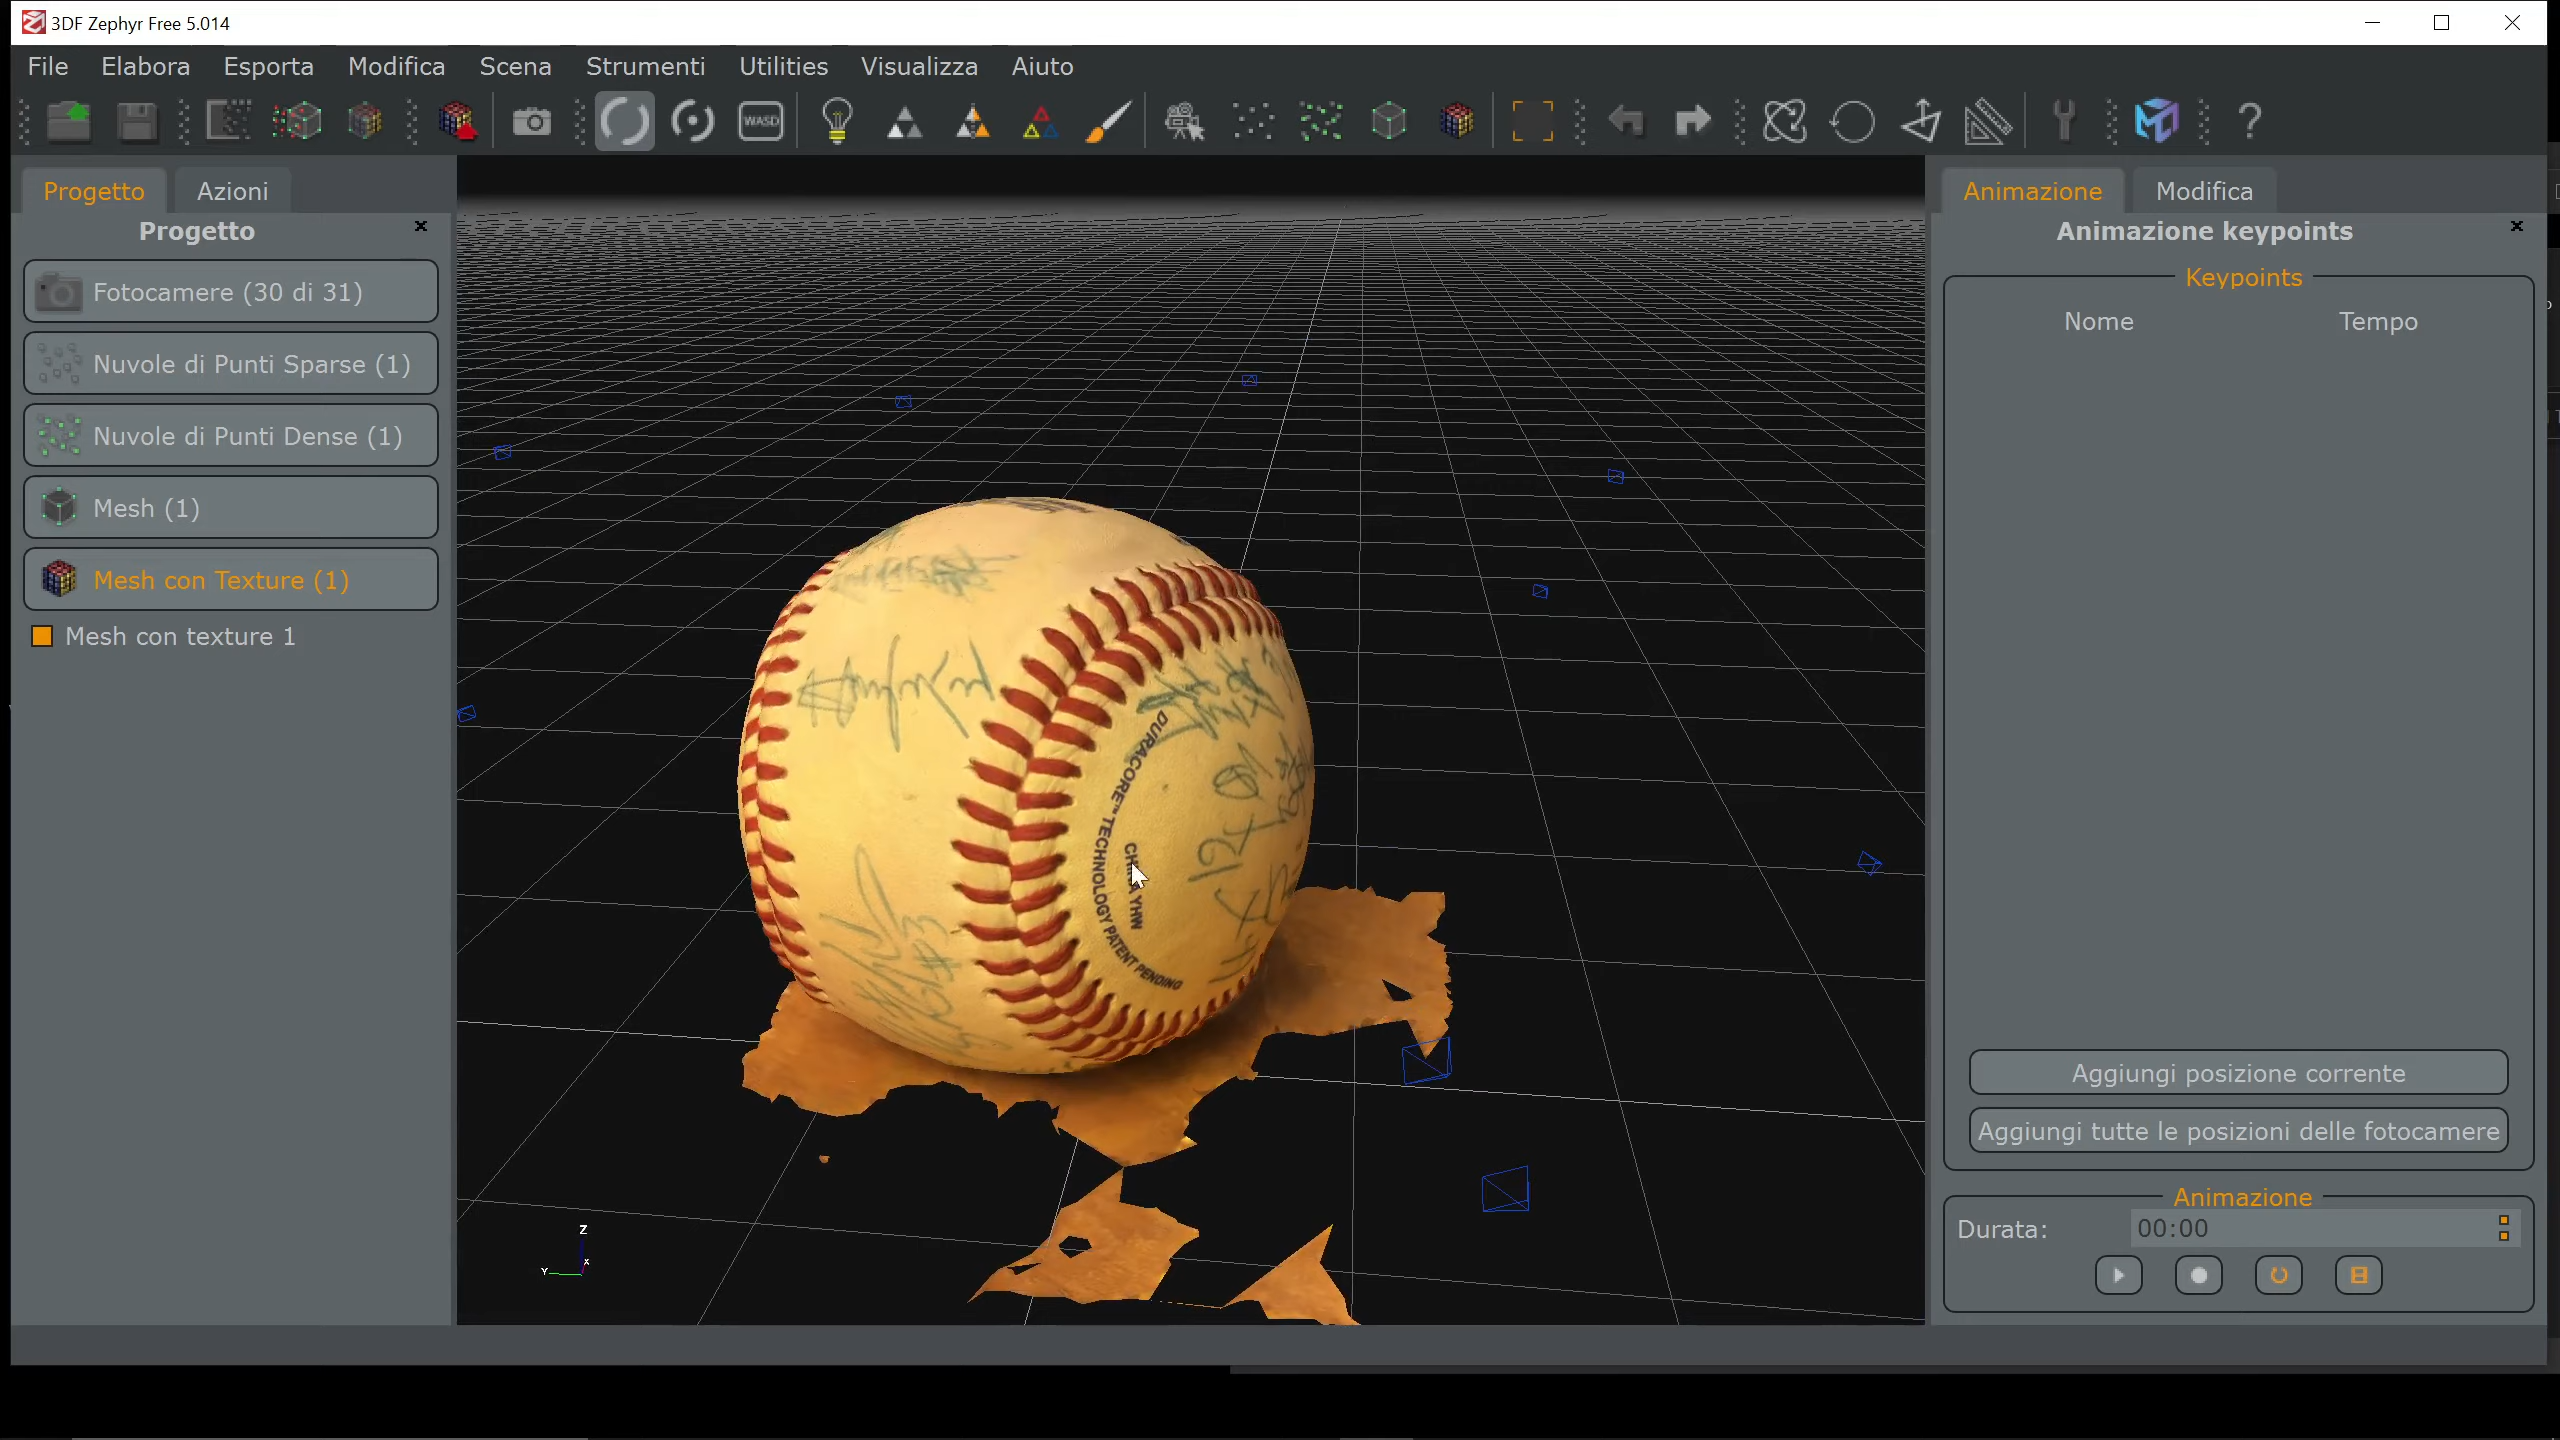 3DF Zephyr Free 5.014
File Elabora Esporta Modifica Scena Strumenti Utilities Visualizza Aiuto
WASD
?
Progetto Azioni
Progetto
Fotocamere (30 di 31)
Nuvole di Punti Sparse (1)
Nuvole di Punti Dense (1)
Mesh (1)
Mesh con Texture (1)
Mesh con texture 1
DURACORE™ TECHNOLOGY PATENT PENDING
YHW
Z
Y
X
Animazione Modifica
Animazione keypoints
Keypoints
Nome Tempo
Aggiungi posizione corrente
Aggiungi tutte le posizioni delle fotocamere
Animazione
Durata: 00:00